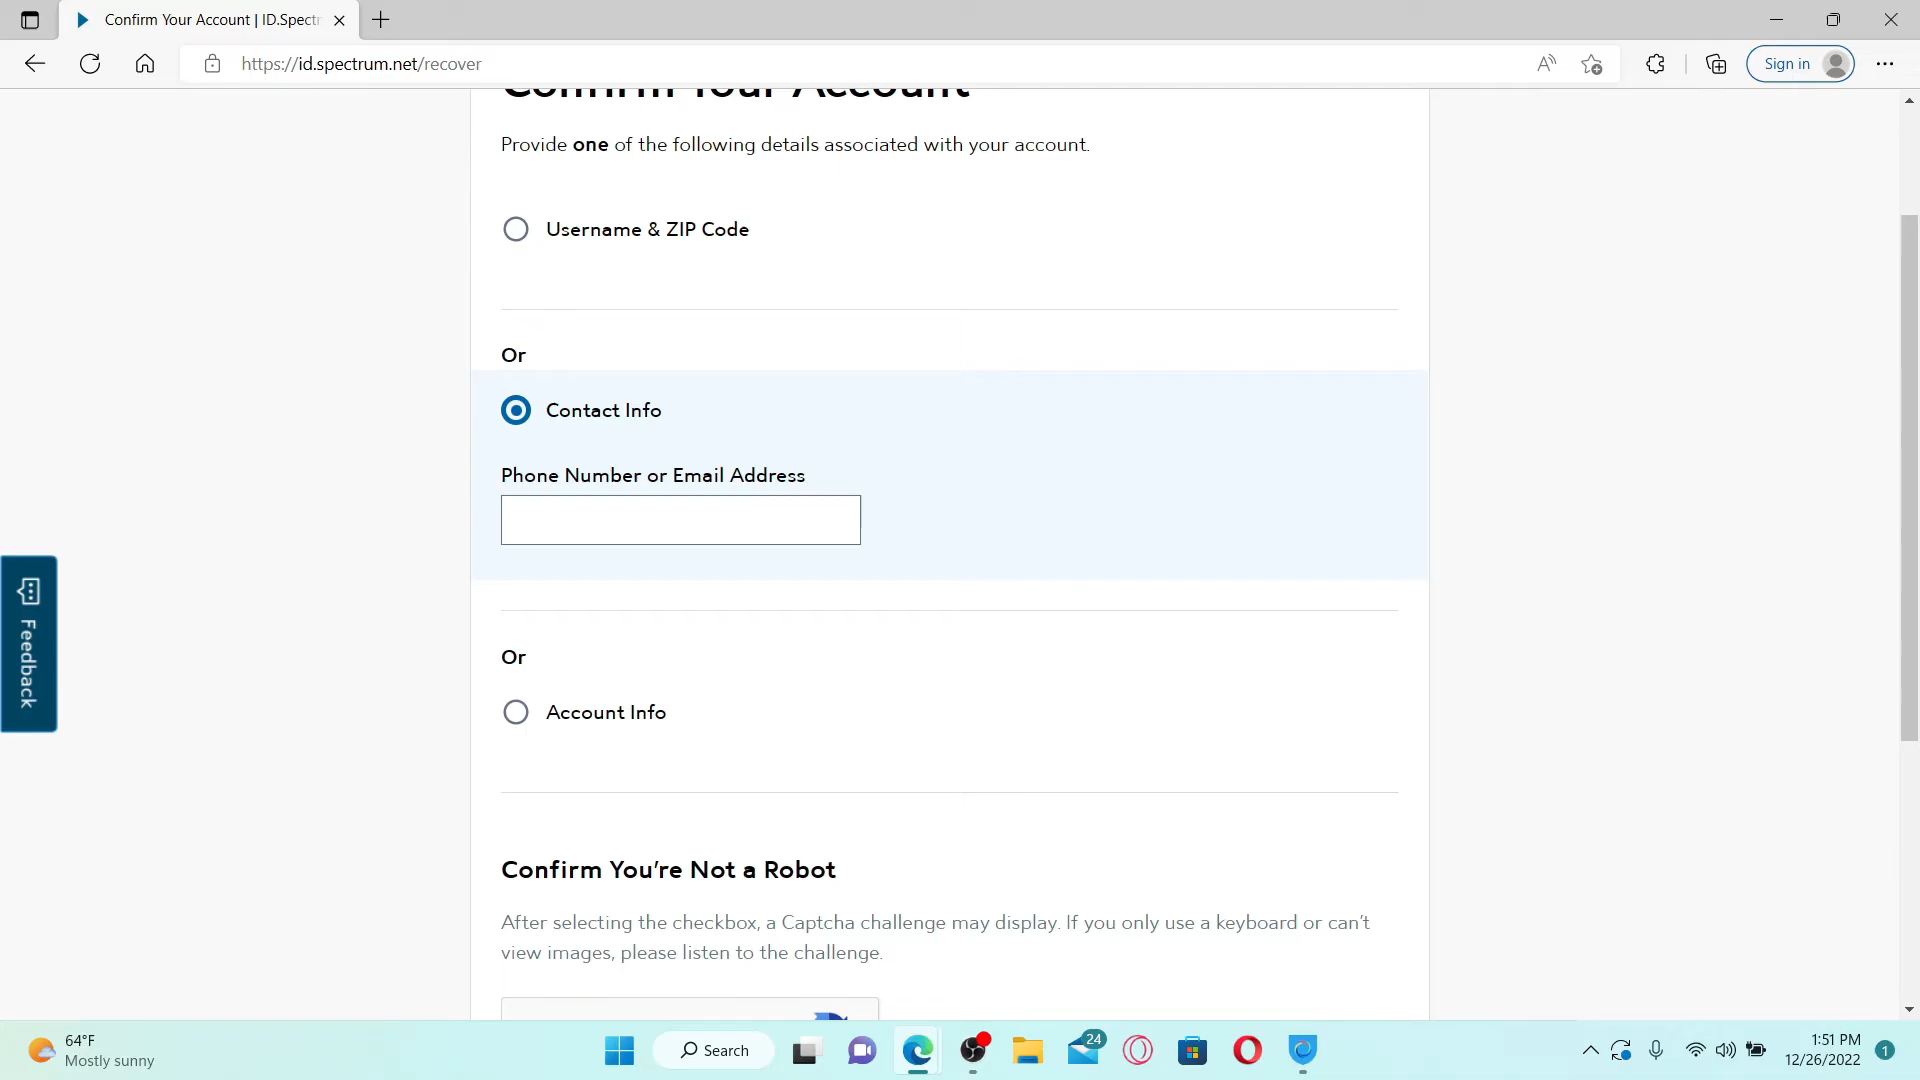 Confirm Your Account | ID.Spectr
https://id.spectrum.net/recover
Sign in
Confirm Your Account
Provide one of the following details associated with your account.
Username & ZIP Code
Or
Contact Info
Phone Number or Email Address
Feedback
Or
Account Info
Confirm You're Not a Robot
After selecting the checkbox, a Captcha challenge may display. If you only use a keyboard or can't
view images, please listen to the challenge.
64°F
Mostly sunny
Search
24
1:51 PM
12/26/2022
1